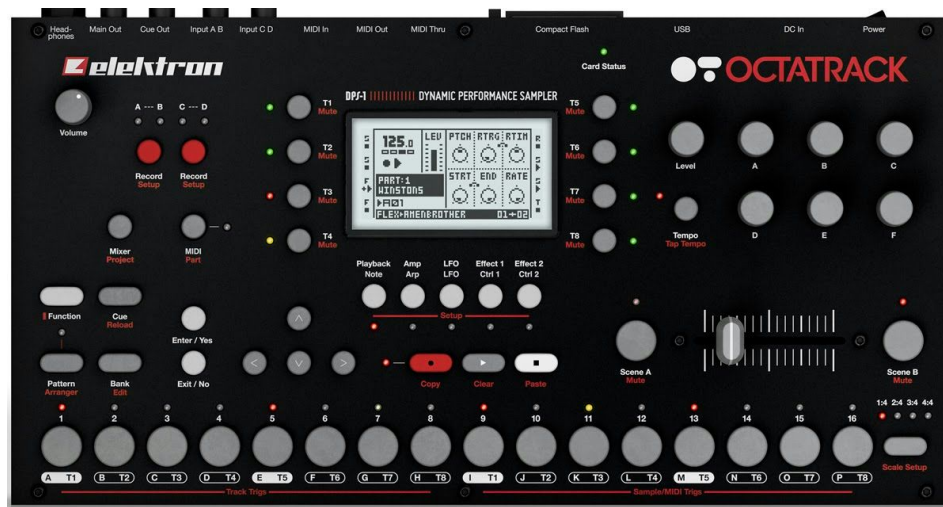 Head-phones Main Out Cue Out Input A B Input C D MIDI In MIDI Out MIDI Thru Compact Flash USB DC In Power
elektron
Card Status
OCTATRACK
DPS-1 DYNAMIC PERFORMANCE SAMPLER
Volume
A --- B C --- D
Record Setup
Record Setup
T1 Mute
T2 Mute
T3 Mute
T4 Mute
T5 Mute
T6 Mute
T7 Mute
T8 Mute
125.0
LEV PTCH RTRG RTIM
STRT END RATE
S S F F
R S S T
PART:1
WINSTONS
A01
FLEX AMENBROTHER 01 02
Level A B C
Tempo Tap Tempo
D E F
Mixer Project
MIDI Part
Playback Amp LFO Effect 1 Effect 2
Note Arp LFO Ctrl 1 Ctrl 2
Setup
Function
Cue Reload
Enter / Yes
Pattern Arranger
Bank Edit
Exit / No
Copy Clear Paste
Scene A Mute
Scene B Mute
1:4 2:4 3:4 4:4
Scale Setup
1 2 3 4 5 6 7 8 9 10 11 12 13 14 15 16
A T1 B T2 C T3 D T4 E T5 F T6 G T7 H T8 I T1 J T2 K T3 L T4 M T5 N T6 O T7 P T8
Track Trigs
Sample/MIDI Trigs